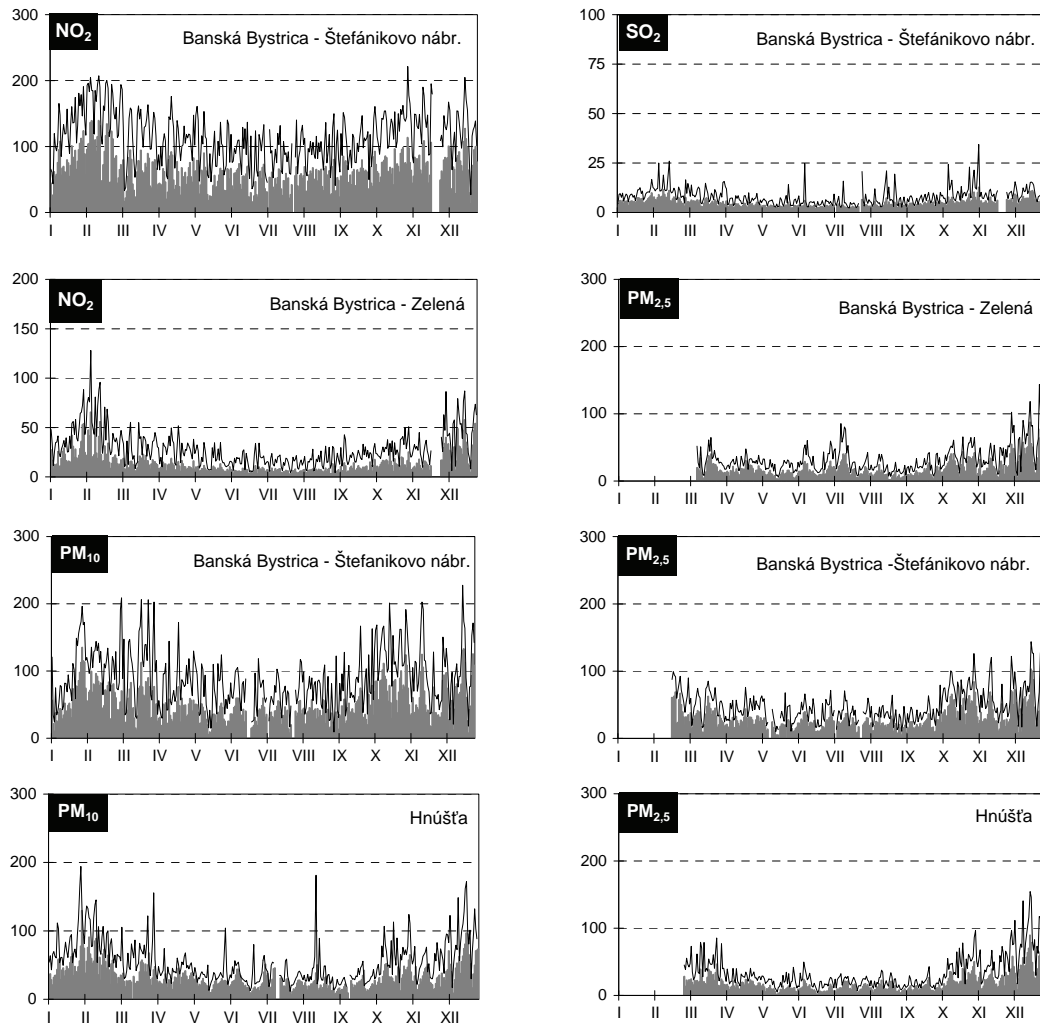 NO₂
Banská Bystrica - Štefánikovo nábr.
300
200
100
0
I II III IV V VI VII VIII IX X XI XII
SO₂
Banská Bystrica - Štefánikovo nábr.
100
75
50
25
0
I II III IV V VI VII VIII IX X XI XII
NO₂
Banská Bystrica - Zelená
200
150
100
50
0
I II III IV V VI VII VIII IX X XI XII
PM₂,₅
Banská Bystrica - Zelená
300
200
100
0
I II III IV V VI VII VIII IX X XI XII
PM₁₀
Banská Bystrica - Štefanikovo nábr.
300
200
100
0
I II III IV V VI VII VIII IX X XI XII
PM₂,₅
Banská Bystrica -Štefánikovo nábr.
300
200
100
0
I II III IV V VI VII VIII IX X XI XII
PM₁₀
Hnúšťa
300
200
100
0
I II III IV V VI VII VIII IX X XI XII
PM₂,₅
Hnúšťa
300
200
100
0
I II III IV V VI VII VIII IX X XI XII